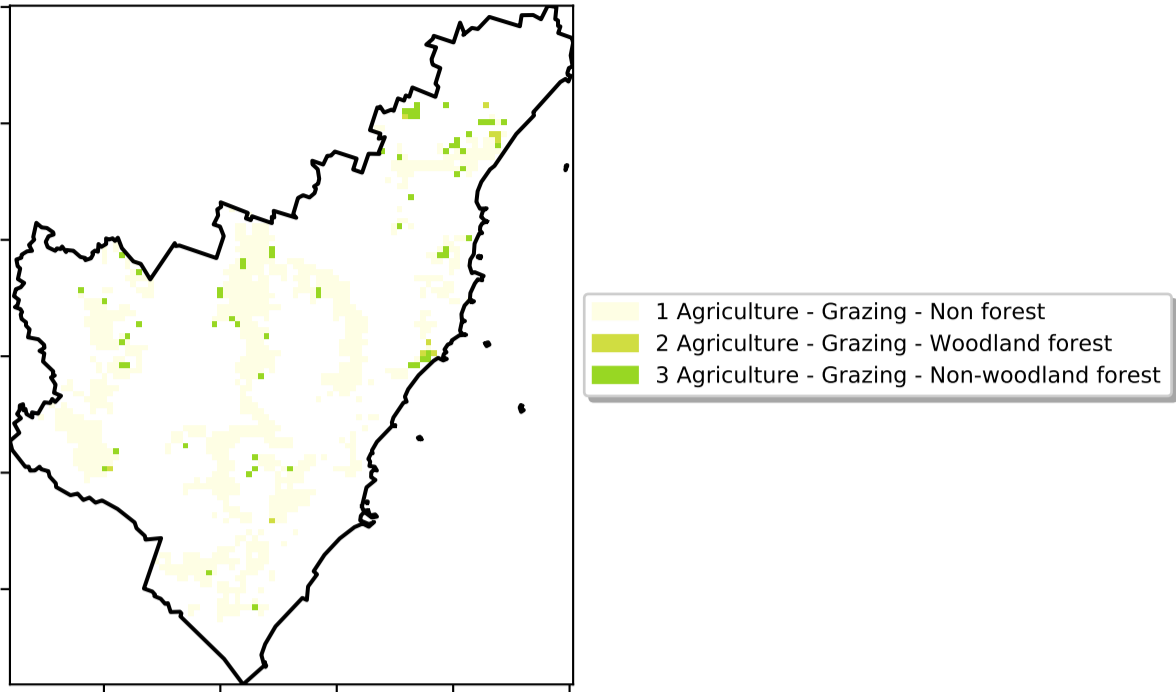 1 Agriculture - Grazing - Non forest
2 Agriculture - Grazing - Woodland forest
3 Agriculture - Grazing - Non-woodland forest